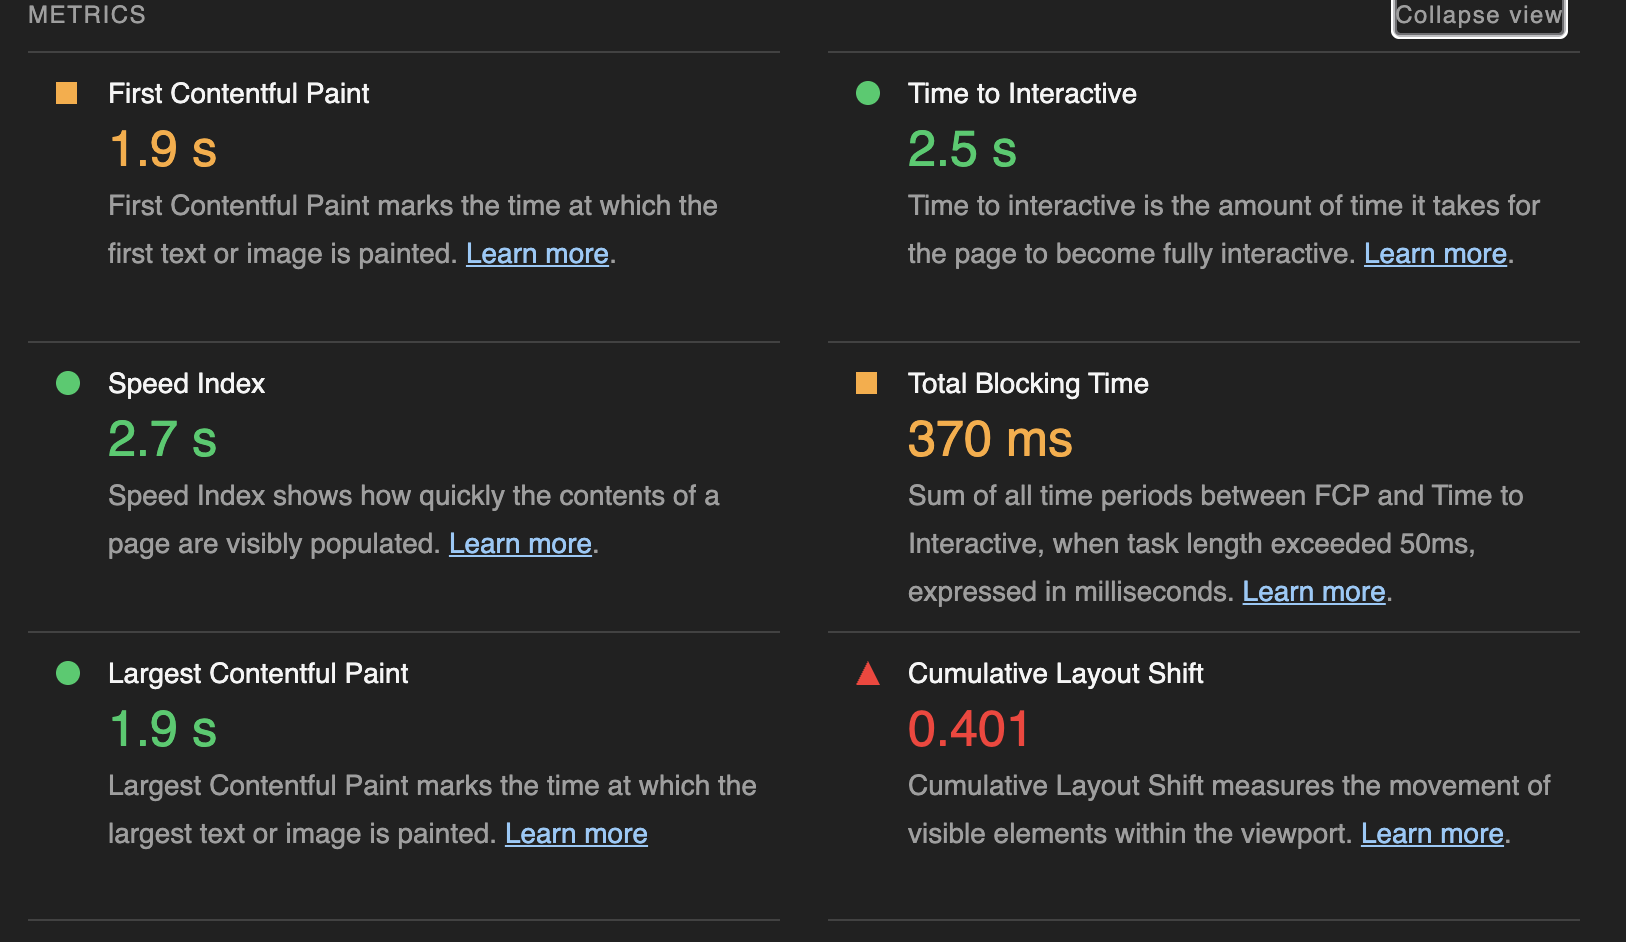 METRICS
Collapse view
First Contentful Paint
1.9 s
First Contentful Paint marks the time at which the
first text or image is painted. Learn more.
Time to Interactive
2.5 s
Time to interactive is the amount of time it takes for
the page to become fully interactive. Learn more.
Speed Index
2.7 s
Speed Index shows how quickly the contents of a
page are visibly populated. Learn more.
Total Blocking Time
370 ms
Sum of all time periods between FCP and Time to
Interactive, when task length exceeded 50ms,
expressed in milliseconds. Learn more.
Largest Contentful Paint
1.9 s
Largest Contentful Paint marks the time at which the
largest text or image is painted. Learn more
Cumulative Layout Shift
0.401
Cumulative Layout Shift measures the movement of
visible elements within the viewport. Learn more.